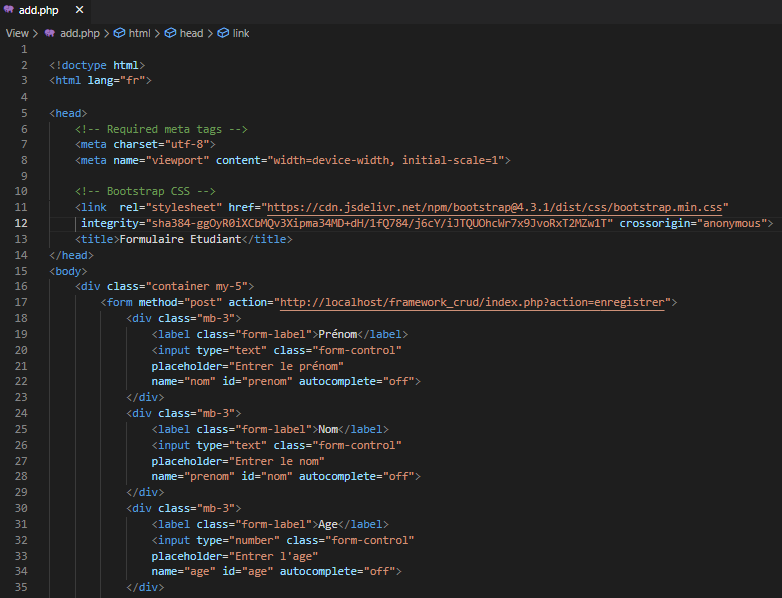 add.php ×
View > add.php > html > head > link
1
2 <!doctype html>
3 <html lang="fr">
4
5 <head>
6 <!-- Required meta tags -->
7 <meta charset="utf-8">
8 <meta name="viewport" content="width=device-width, initial-scale=1">
9
10 <!-- Bootstrap CSS -->
11 <link  rel="stylesheet" href="https://cdn.jsdelivr.net/npm/bootstrap@4.3.1/dist/css/bootstrap.min.css"
12 integrity="sha384-ggOyR0iXCbMQv3Xipma34MD+dH/1fQ784/j6cY/iJTQUOhcWr7x9JvoRxT2MZw1T" crossorigin="anonymous">
13 <title>Formulaire Etudiant</title>
14 </head>
15 <body>
16 <div class="container my-5">
17 <form method="post" action="http://localhost/framework_crud/index.php?action=enregistrer">
18 <div class="mb-3">
19 <label class="form-label">Prénom</label>
20 <input type="text" class="form-control"
21 placeholder="Entrer le prénom"
22 name="nom" id="prenom" autocomplete="off">
23 </div>
24 <div class="mb-3">
25 <label class="form-label">Nom</label>
26 <input type="text" class="form-control"
27 placeholder="Entrer le nom"
28 name="prenom" id="nom" autocomplete="off">
29 </div>
30 <div class="mb-3">
31 <label class="form-label">Age</label>
32 <input type="number" class="form-control"
33 placeholder="Entrer l'age"
34 name="age" id="age" autocomplete="off">
35 </div>